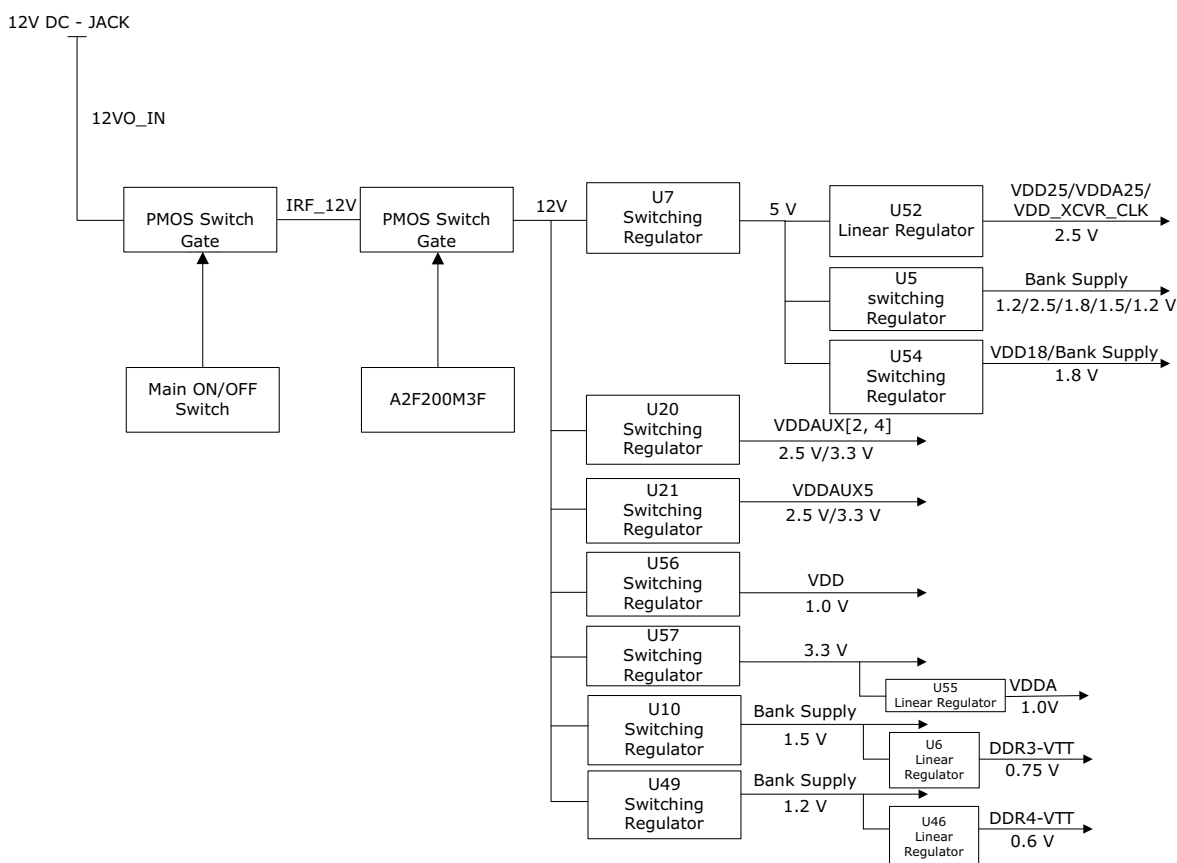 12V DC - JACK
12VO_IN
PMOS Switch
Gate
IRF_12V
PMOS Switch
Gate
12V
Main ON/OFF
Switch
A2F200M3F
U7
Switching
Regulator
5 V
U52
Linear Regulator
VDD25/VDDA25/
VDD_XCVR_CLK
2.5 V
U5
switching
Regulator
Bank Supply
1.2/2.5/1.8/1.5/1.2 V
U54
Switching
Regulator
VDD18/Bank Supply
1.8 V
U20
Switching
Regulator
VDDAUX[2, 4]
2.5 V/3.3 V
U21
Switching
Regulator
VDDAUX5
2.5 V/3.3 V
U56
Switching
Regulator
VDD
1.0 V
U57
Switching
Regulator
3.3 V
U55
Linear Regulator
VDDA
1.0V
U10
Switching
Regulator
Bank Supply
1.5 V
U6
Linear
Regulator
DDR3-VTT
0.75 V
U49
Switching
Regulator
Bank Supply
1.2 V
U46
Linear
Regulator
DDR4-VTT
0.6 V